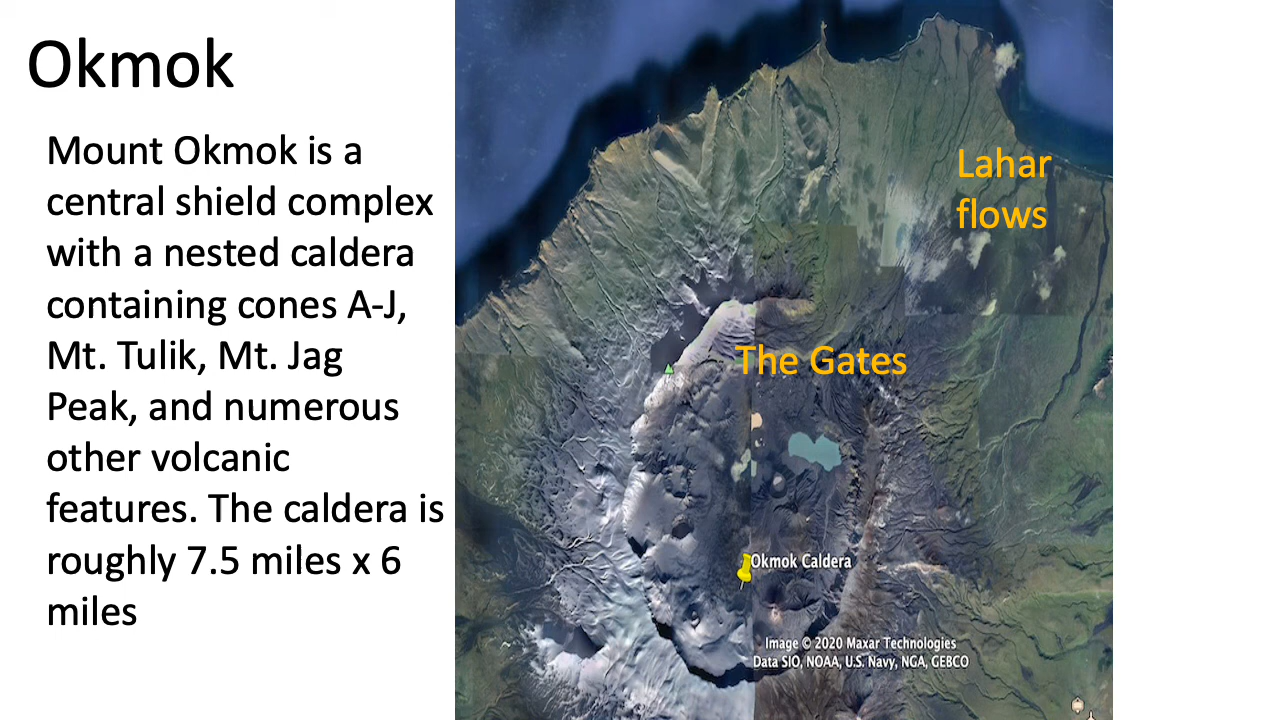 Okmok
Mount Okmok is a
central shield complex
with a nested caldera
containing cones A-J,
Mt. Tulik, Mt. Jag
Peak, and numerous
other volcanic
features. The caldera is
roughly 7.5 miles x 6
miles
Lahar
flows
The Gates
Okmok Caldera
Image © 2020 Maxar Technologies
Data SIO, NOAA, U.S. Navy, NGA, GEBCO